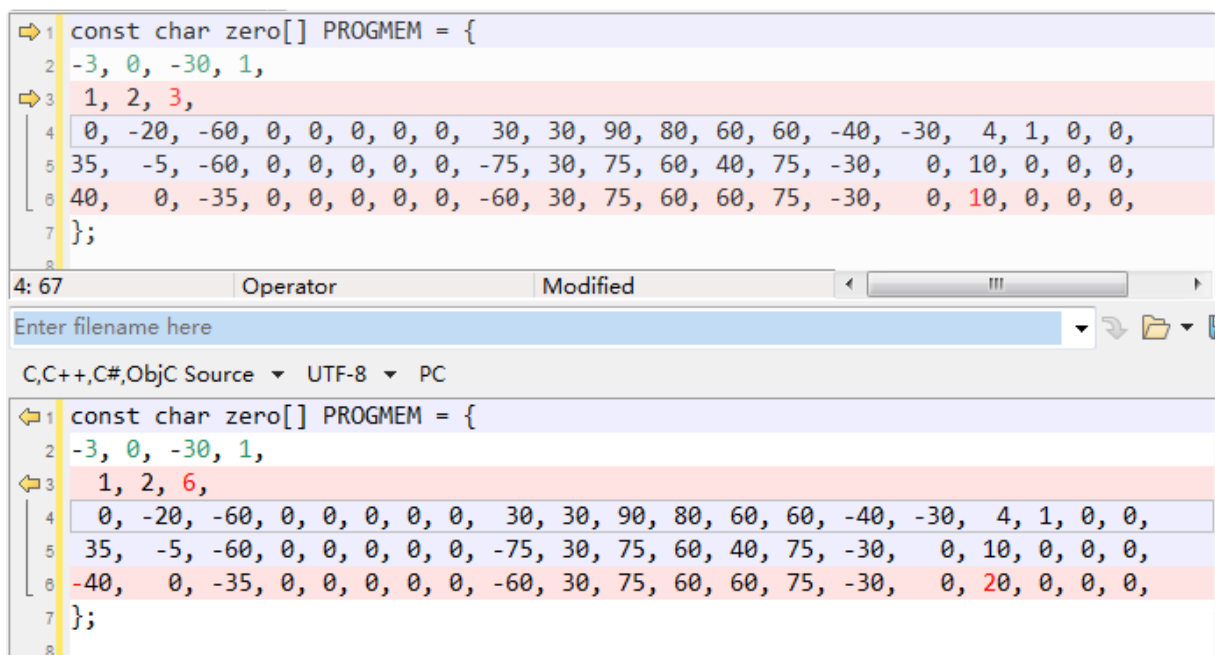 1 const char zero[] PROGMEM = {
2 -3, 0, -30, 1,
3  1, 2, 3,
4  0, -20, -60, 0, 0, 0, 0, 0,  30, 30, 90, 80, 60, 60, -40, -30,  4, 1, 0, 0,
5 35,  -5, -60, 0, 0, 0, 0, 0, -75, 30, 75, 60, 40, 75, -30,   0, 10, 0, 0, 0,
6 40,   0, -35, 0, 0, 0, 0, 0, -60, 30, 75, 60, 60, 75, -30,   0, 10, 0, 0, 0,
7 };
8
4: 67 Operator Modified
Enter filename here
C,C++,C#,ObjC Source UTF-8 PC
1 const char zero[] PROGMEM = {
2 -3, 0, -30, 1,
3   1, 2, 6,
4   0, -20, -60, 0, 0, 0, 0, 0,  30, 30, 90, 80, 60, 60, -40, -30,  4, 1, 0, 0,
5  35,  -5, -60, 0, 0, 0, 0, 0, -75, 30, 75, 60, 40, 75, -30,   0, 10, 0, 0, 0,
6 -40,   0, -35, 0, 0, 0, 0, 0, -60, 30, 75, 60, 60, 75, -30,   0, 20, 0, 0, 0,
7 };
8